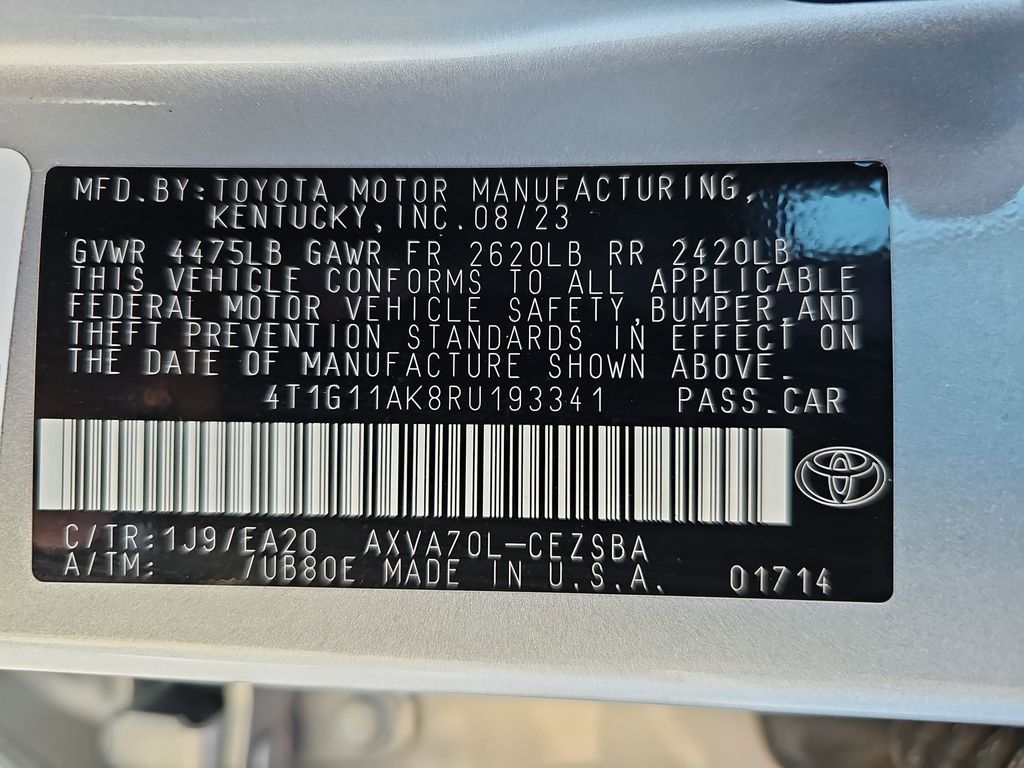 MFD. BY: TOYOTA MOTOR MANUFACTURING,
KENTUCKY, INC. 08/23
GVWR 4475LB GAWR FR 2620LB RR 2420LB
THIS VEHICLE CONFORMS TO ALL APPLICABLE
FEDERAL MOTOR VEHICLE SAFETY, BUMPER, AND
THEFT PREVENTION STANDARDS IN EFFECT ON
THE DATE OF MANUFACTURE SHOWN ABOVE.
4T1G11AK8RU193341 PASS. CAR
C/TR: 1J9/EA20 AXVA70L-CEZSBA
A/TM: /UB80E MADE IN U.S.A. 01714